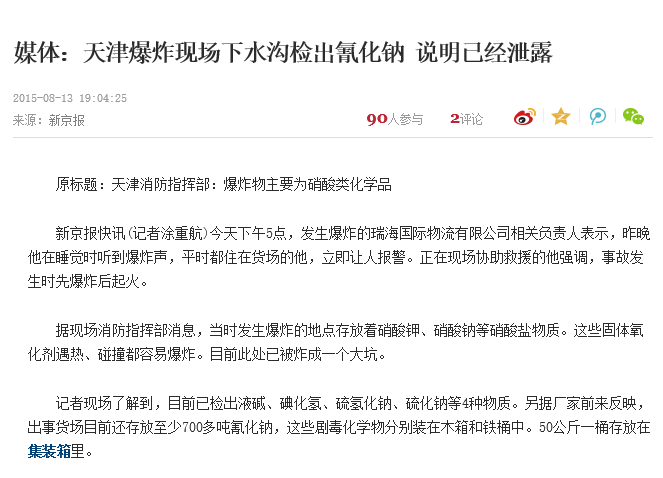 媒体：天津爆炸现场下水沟检出氰化钠 说明已经泄露
2015-08-13 19:04:25
来源：新京报 90人参与 2评论
原标题：天津消防指挥部：爆炸物主要为硝酸类化学品
新京报快讯(记者涂重航)今天下午5点，发生爆炸的瑞海国际物流有限公司相关负责人表示，昨晚
他在睡觉时听到爆炸声，平时都住在货场的他，立即让人报警。正在现场协助救援的他强调，事故发
生时先爆炸后起火。
据现场消防指挥部消息，当时发生爆炸的地点存放着硝酸钾、硝酸钠等硝酸盐物质。这些固体氧
化剂遇热、碰撞都容易爆炸。目前此处已被炸成一个大坑。
记者现场了解到，目前已检出液碱、碘化氢、硫氢化钠、硫化钠等4种物质。另据厂家前来反映，
出事货场目前还存放至少700多吨氰化钠，这些剧毒化学物分别装在木箱和铁桶中。50公斤一桶存放在
集装箱里。